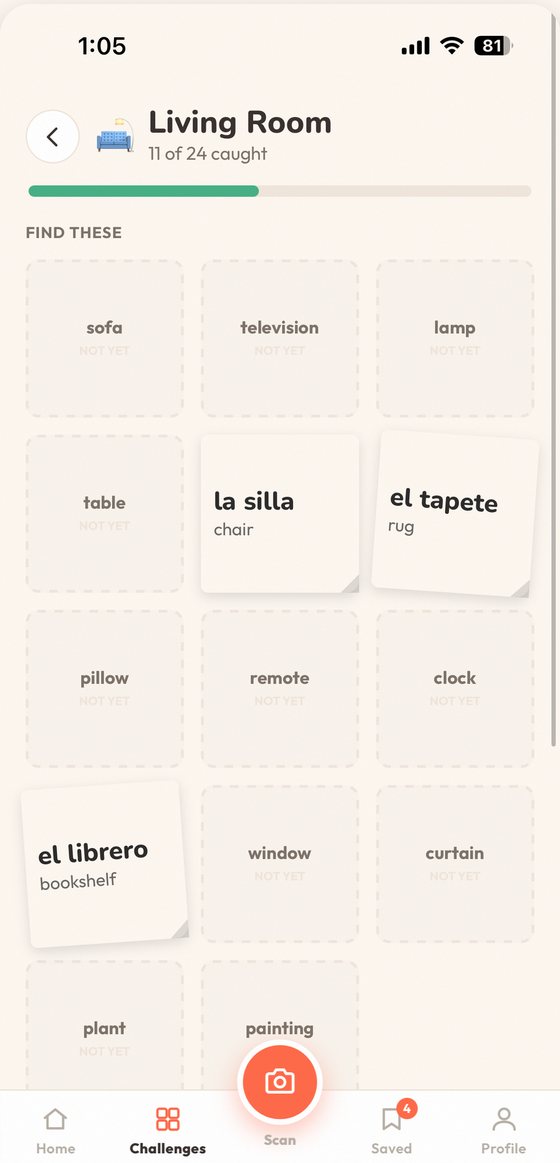 1:05
81
Living Room
11 of 24 caught
FIND THESE
sofa
NOT YET
television
NOT YET
lamp
NOT YET
table
NOT YET
la silla
chair
el tapete
rug
pillow
NOT YET
remote
NOT YET
clock
NOT YET
el librero
bookshelf
window
NOT YET
curtain
NOT YET
plant
NOT YET
painting
Home
Challenges
Scan
4
Saved
Profile